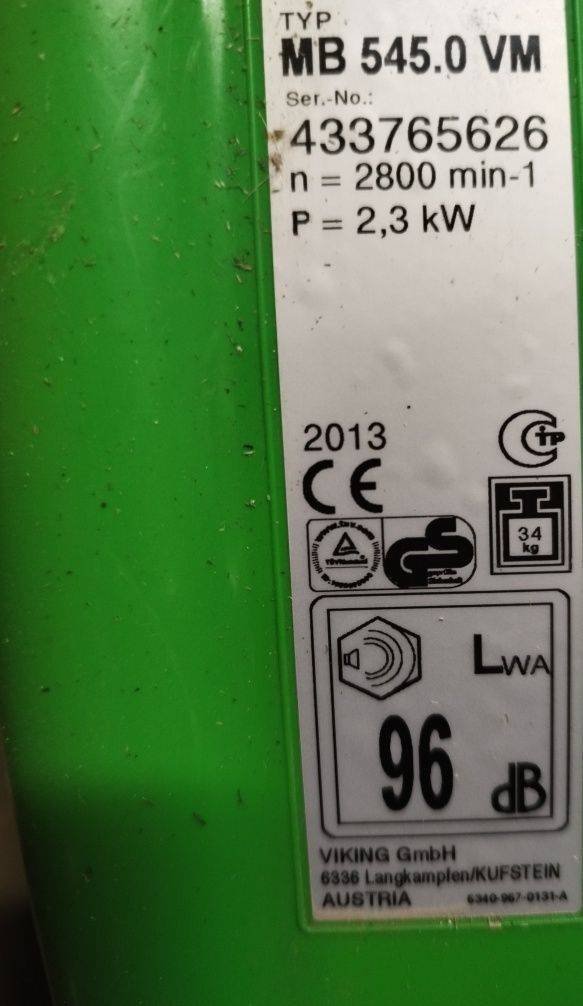 TYP
MB 545.0 VM
Ser.-No.:
433765626
n = 2800 min-1
P = 2,3 kW
2013
CE
34
kg
LWA
96
dB
VIKING GmbH
6336 Langkampfen/KUFSTEIN
AUSTRIA 6340-967-0131-A